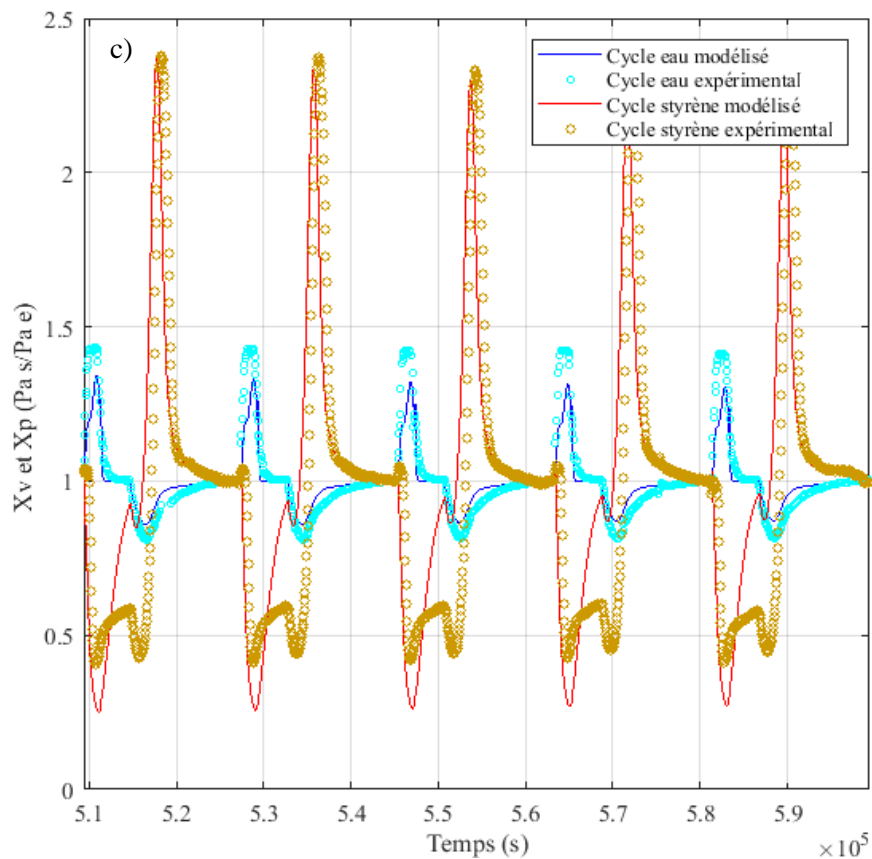 c)
Cycle eau modélisé
Cycle eau expérimental
Cycle styrène modélisé
Cycle styrène expérimental
2.5
2
1.5
1
0.5
0
Xv et Xp (Pa s/Pa e)
5.1
5.2
5.3
5.4
5.5
5.6
5.7
5.8
5.9
Temps (s)
×10⁵